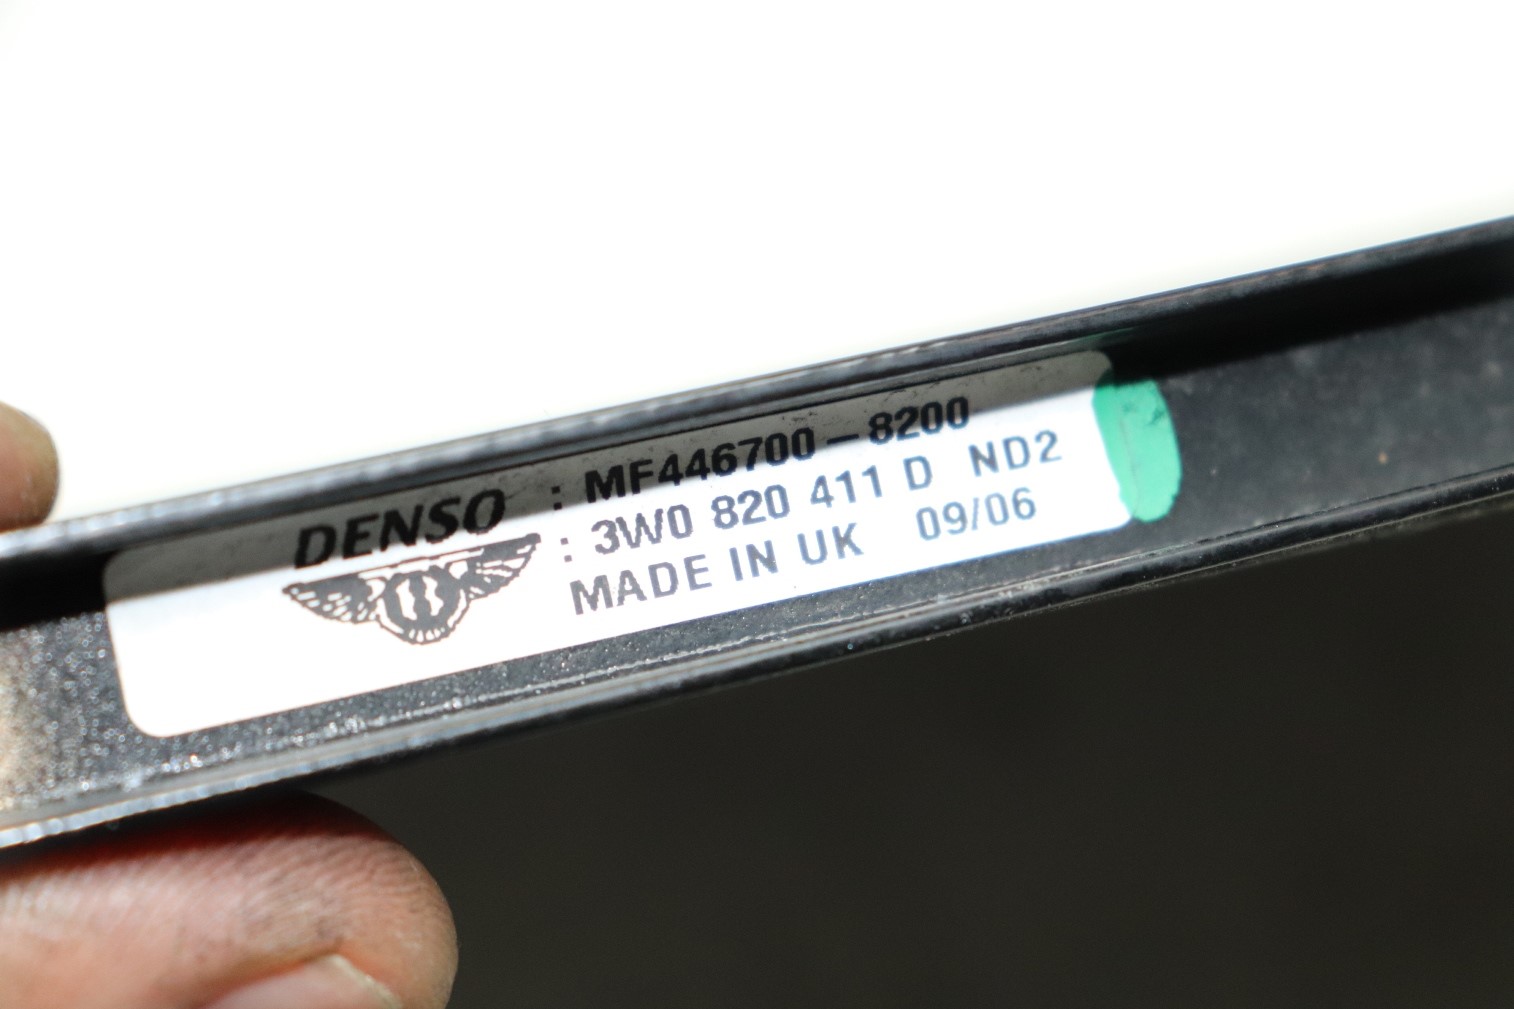 DENSO : MF446700-8200
: 3W0 820 411 D ND2
MADE IN UK 09/06